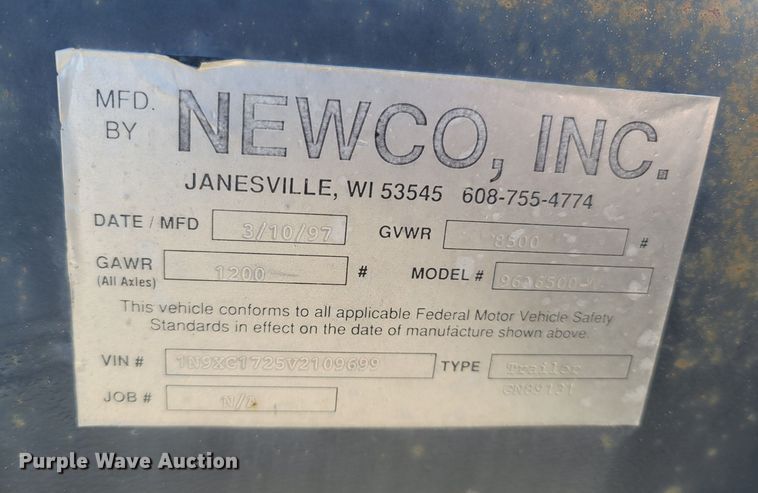 MFD. BY NEWCO, INC.
JANESVILLE, WI 53545 608-755-4774
DATE / MFD 3/10/97 GVWR 8500 #
GAWR (All Axles) 1200 # MODEL #
This vehicle conforms to all applicable Federal Motor Vehicle Safety
Standards in effect on the date of manufacture shown above.
VIN # 1N9XG1725V2109699 TYPE Trailer
GN89131
JOB # N/A
Purple Wave Auction